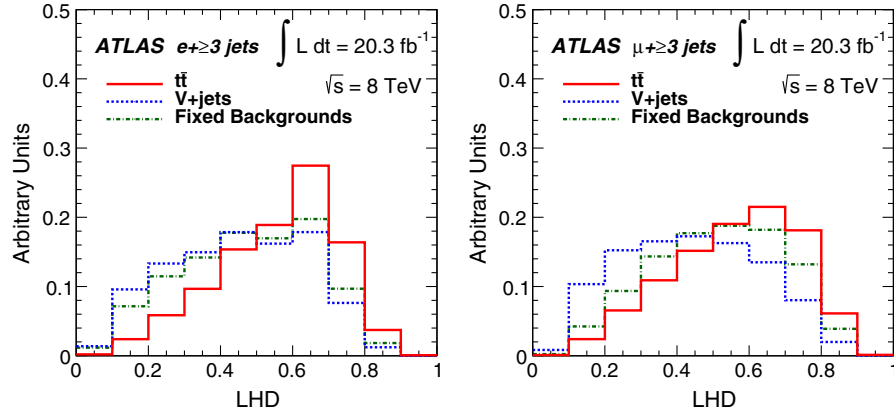 Arbitrary Units
0.5
0.4
0.3
0.2
0.1
0
ATLAS e+≥3 jets ∫ L dt = 20.3 fb⁻¹
tt̄
√s = 8 TeV
V+jets
Fixed Backgrounds
0 0.2 0.4 0.6 0.8 1
LHD
Arbitrary Units
0.5
0.4
0.3
0.2
0.1
0
ATLAS μ+≥3 jets ∫ L dt = 20.3 fb⁻¹
tt̄
√s = 8 TeV
V+jets
Fixed Backgrounds
0 0.2 0.4 0.6 0.8 1
LHD